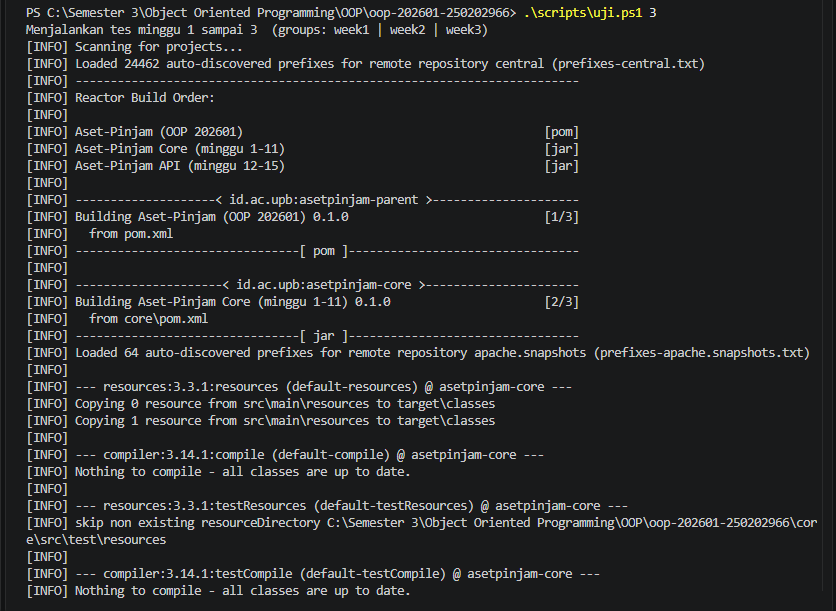 PS C:\Semester 3\Object Oriented Programming\OOP\oop-202601-250202966> .\scripts\uji.ps1 3
Menjalankan tes minggu 1 sampai 3  (groups: week1 | week2 | week3)
[INFO] Scanning for projects...
[INFO] Loaded 24462 auto-discovered prefixes for remote repository central (prefixes-central.txt)
[INFO] ------------------------------------------------------------------------
[INFO] Reactor Build Order:
[INFO]
[INFO] Aset-Pinjam (OOP 202601)                                           [pom]
[INFO] Aset-Pinjam Core (minggu 1-11)                                     [jar]
[INFO] Aset-Pinjam API (minggu 12-15)                                     [jar]
[INFO]
[INFO] --------------------< id.ac.upb:asetpinjam-parent >---------------------
[INFO] Building Aset-Pinjam (OOP 202601) 0.1.0                            [1/3]
[INFO]   from pom.xml
[INFO] --------------------------------[ pom ]---------------------------------
[INFO]
[INFO] ---------------------< id.ac.upb:asetpinjam-core >----------------------
[INFO] Building Aset-Pinjam Core (minggu 1-11) 0.1.0                      [2/3]
[INFO]   from core\pom.xml
[INFO] --------------------------------[ jar ]---------------------------------
[INFO] Loaded 64 auto-discovered prefixes for remote repository apache.snapshots (prefixes-apache.snapshots.txt)
[INFO]
[INFO] --- resources:3.3.1:resources (default-resources) @ asetpinjam-core ---
[INFO] Copying 0 resource from src\main\resources to target\classes
[INFO] Copying 1 resource from src\main\resources to target\classes
[INFO]
[INFO] --- compiler:3.14.1:compile (default-compile) @ asetpinjam-core ---
[INFO] Nothing to compile - all classes are up to date.
[INFO]
[INFO] --- resources:3.3.1:testResources (default-testResources) @ asetpinjam-core ---
[INFO] skip non existing resourceDirectory C:\Semester 3\Object Oriented Programming\OOP\oop-202601-250202966\cor
e\src\test\resources
[INFO]
[INFO] --- compiler:3.14.1:testCompile (default-testCompile) @ asetpinjam-core ---
[INFO] Nothing to compile - all classes are up to date.